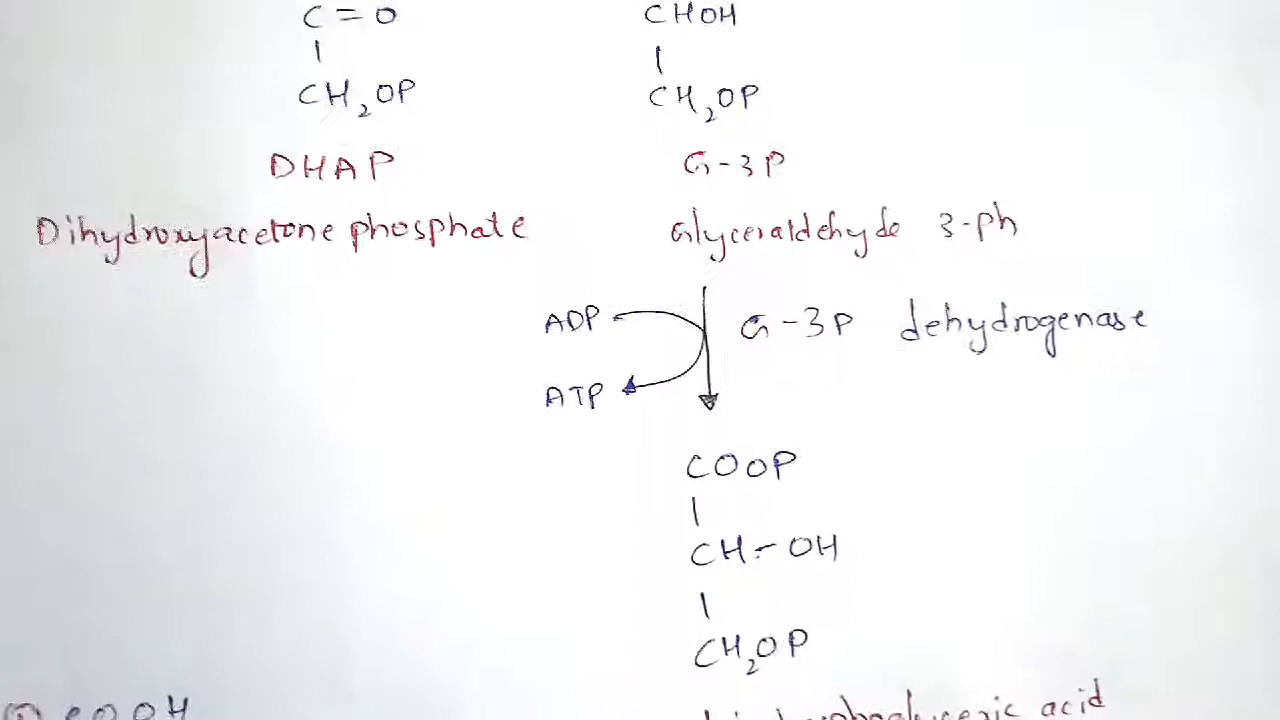 C = O CHOH
| |
CH2OP CH2OP
DHAP G-3P
Dihydroxyacetone phosphate Glyceraldehyde 3-ph
ADP G-3P dehydrogenase
ATP
COOP
|
CH-OH
|
CH2OP
COOH acid